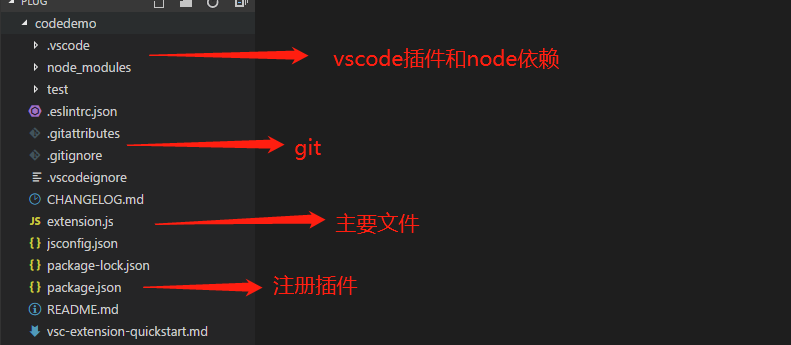 PLUG
codedemo
.vscode
vscode插件和node依赖
node_modules
test
.eslintrc.json
.gitattributes
git
.gitignore
.vscodeignore
CHANGELOG.md
JS extension.js
主要文件
{} jsconfig.json
{} package-lock.json
{} package.json
注册插件
README.md
vsc-extension-quickstart.md